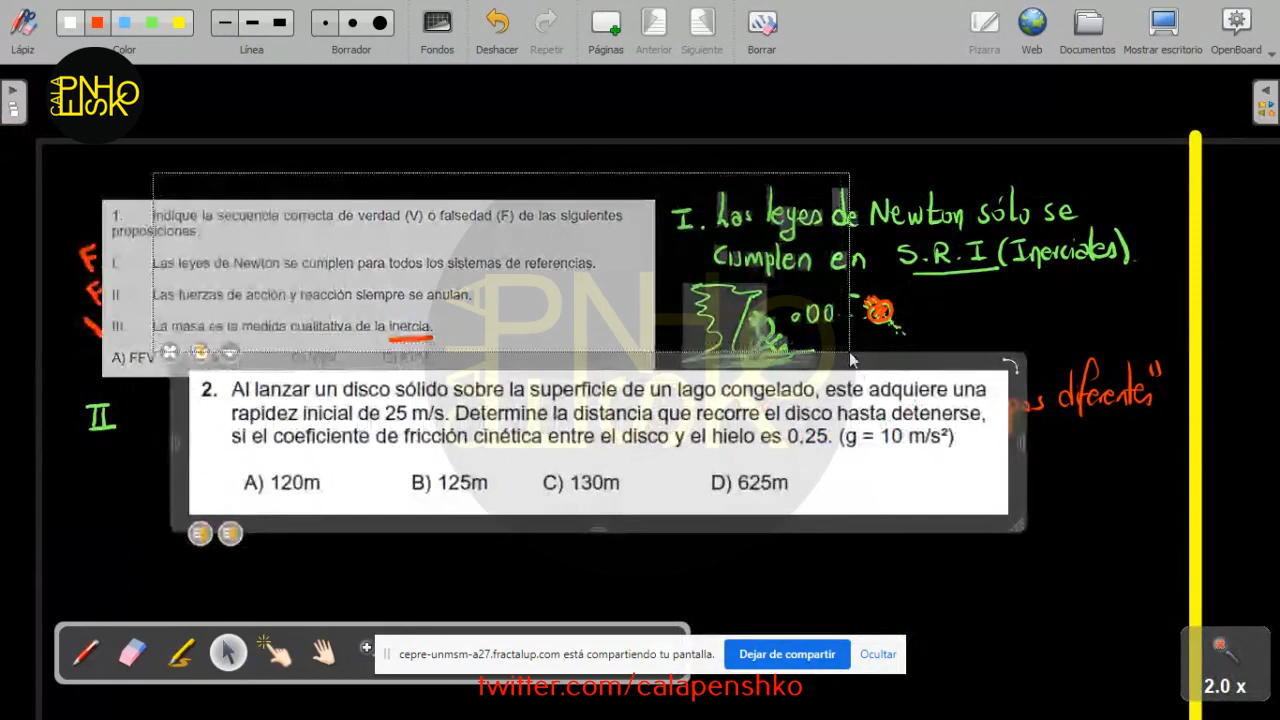 Lápiz Color Línea Borrador Fondos Deshacer Repetir Páginas Anterior Siguiente Borrar Pizarra Web Documentos Mostrar escritorio OpenBoard
CALA
PENHSKO
1. Indique la secuencia correcta de verdad (V) o falsedad (F) de las siguientes
proposiciones.
F I. Las leyes de Newton se cumplen para todos los sistemas de referencias.
II. Las fuerzas de acción y reacción siempre se anulan.
III. La masa es la medida cualitativa de la inercia.
A) FFV
I. Las leyes de Newton sólo se
cumplen en S.R.I (Inerciales).
II
diferentes"
2. Al lanzar un disco sólido sobre la superficie de un lago congelado, este adquiere una
rapidez inicial de 25 m/s. Determine la distancia que recorre el disco hasta detenerse,
si el coeficiente de fricción cinética entre el disco y el hielo es 0,25. (g = 10 m/s²)
A) 120m B) 125m C) 130m D) 625m
cepre-unmsm-a27.fractalup.com está compartiendo tu pantalla. Dejar de compartir Ocultar
twitter.com/calapenshko
2.0 x